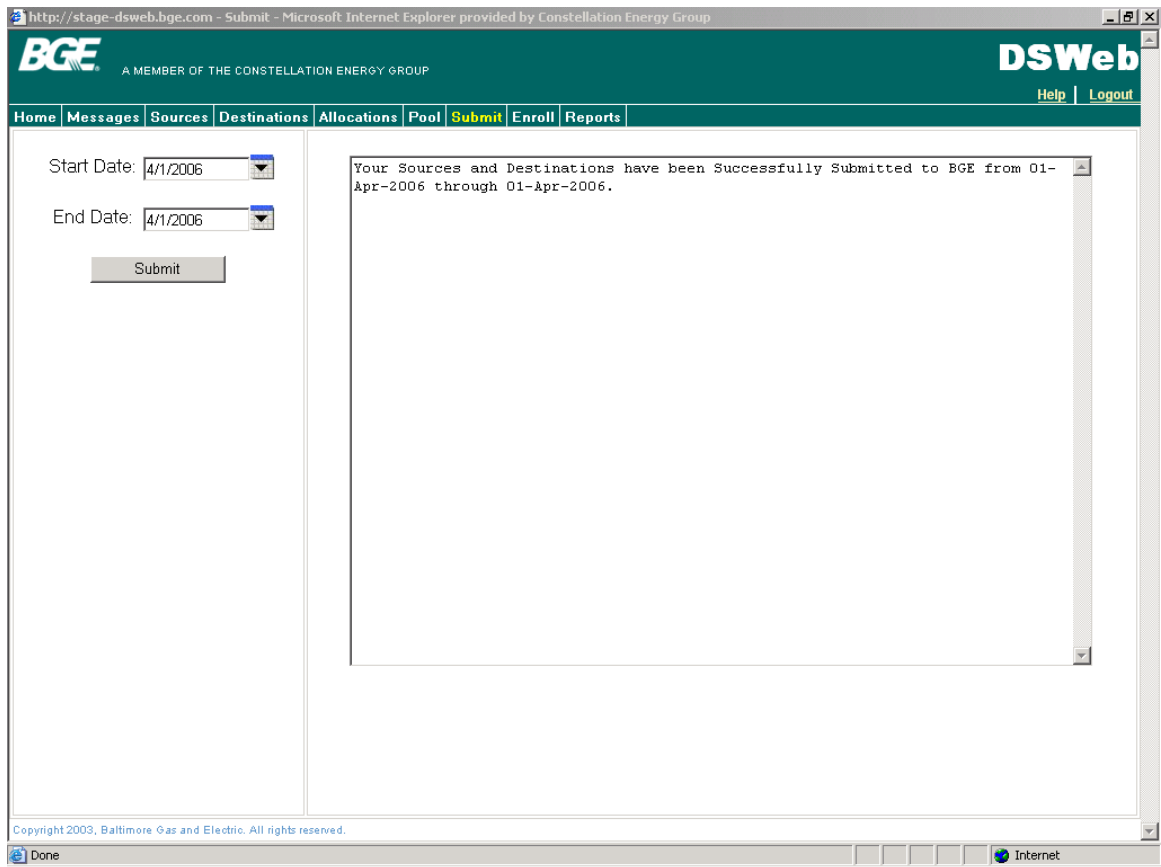 http://stage-dsweb.bge.com - Submit - Microsoft Internet Explorer provided by Constellation Energy Group
BGE. A MEMBER OF THE CONSTELLATION ENERGY GROUP
DSWeb
Help | Logout
Home Messages Sources Destinations Allocations Pool Submit Enroll Reports
Start Date: 4/1/2006
End Date: 4/1/2006
Submit
Your Sources and Destinations have been Successfully Submitted to BGE from 01-
Apr-2006 through 01-Apr-2006.
Copyright 2003, Baltimore Gas and Electric. All rights reserved.
Done
Internet